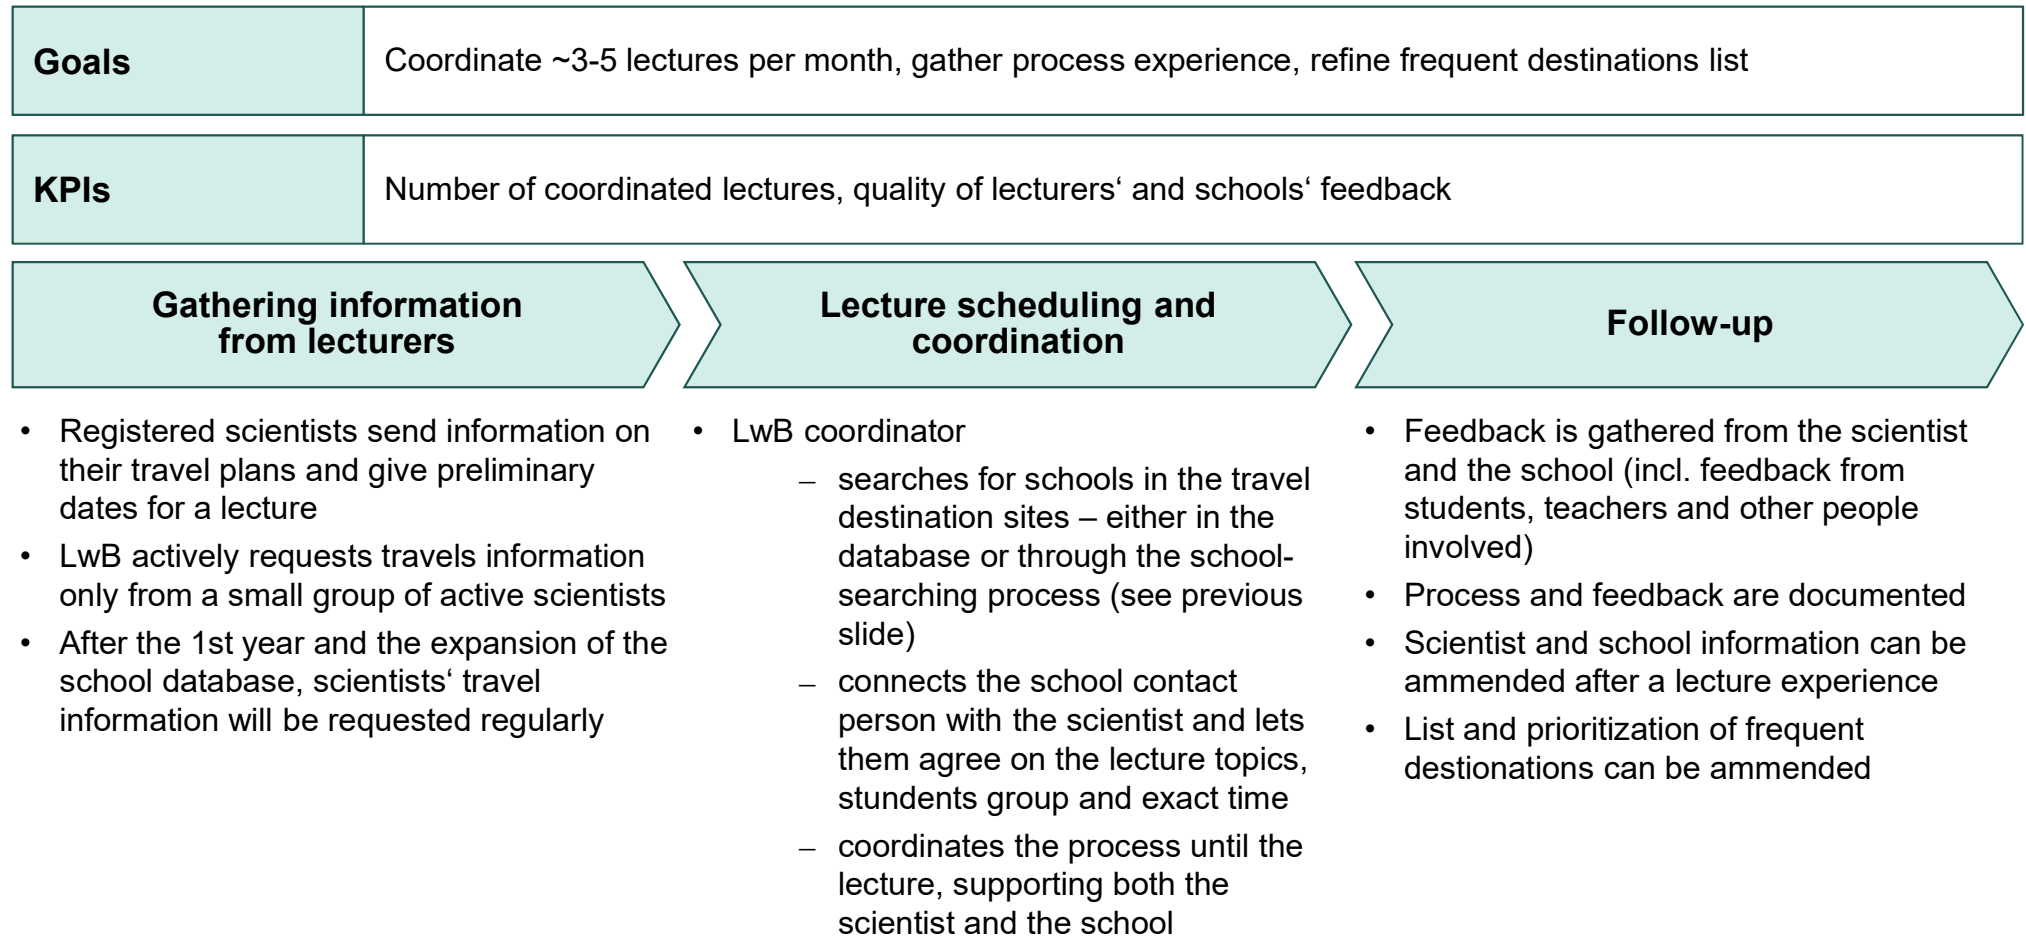 Goals
Coordinate ~3-5 lectures per month, gather process experience, refine frequent destinations list
KPIs
Number of coordinated lectures, quality of lecturers‘ and schools‘ feedback
Gathering information
from lecturers
Lecture scheduling and
coordination
Follow-up
• Registered scientists send information on
their travel plans and give preliminary
dates for a lecture
• LwB actively requests travels information
only from a small group of active scientists
• After the 1st year and the expansion of the
school database, scientists‘ travel
information will be requested regularly
• LwB coordinator
– searches for schools in the travel
destination sites – either in the
database or through the school-
searching process (see previous
slide)
– connects the school contact
person with the scientist and lets
them agree on the lecture topics,
stundents group and exact time
– coordinates the process until the
lecture, supporting both the
scientist and the school
• Feedback is gathered from the scientist
and the school (incl. feedback from
students, teachers and other people
involved)
• Process and feedback are documented
• Scientist and school information can be
ammended after a lecture experience
• List and prioritization of frequent
destionations can be ammended